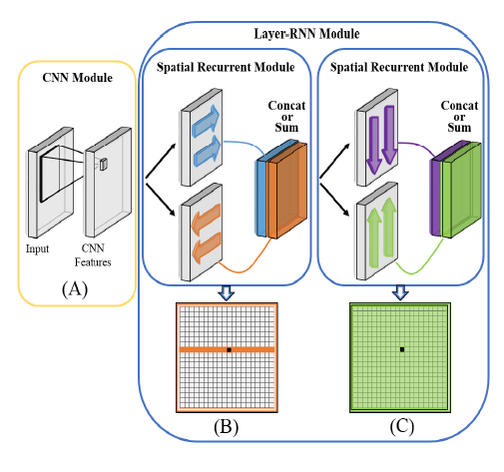 Layer-RNN Module
CNN Module
Spatial Recurrent Module
Spatial Recurrent Module
Concat
or
Sum
Concat
or
Sum
Input
CNN
Features
(A)
(B)
(C)